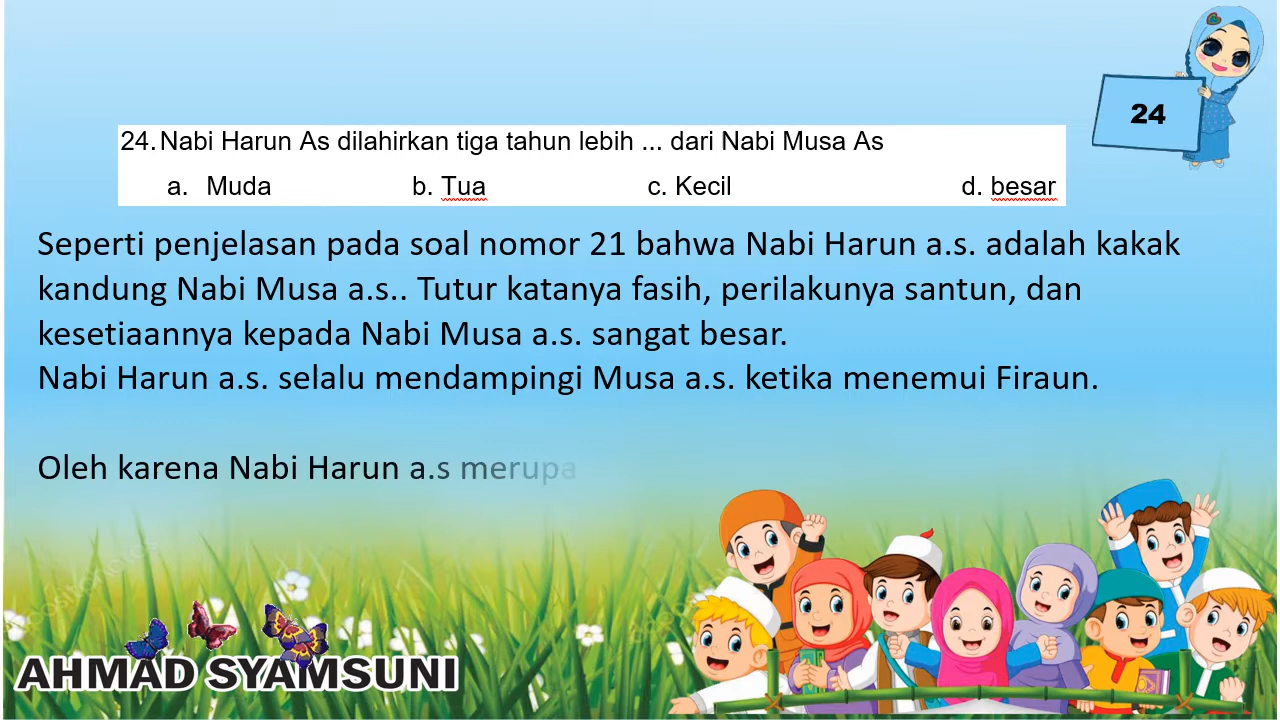 24
24. Nabi Harun As dilahirkan tiga tahun lebih ... dari Nabi Musa As
a. Muda b. Tua c. Kecil d. besar
Seperti penjelasan pada soal nomor 21 bahwa Nabi Harun a.s. adalah kakak
kandung Nabi Musa a.s.. Tutur katanya fasih, perilakunya santun, dan
kesetiaannya kepada Nabi Musa a.s. sangat besar.
Nabi Harun a.s. selalu mendampingi Musa a.s. ketika menemui Firaun.
Oleh karena Nabi Harun a.s merupa
AHMAD SYAMSUNI